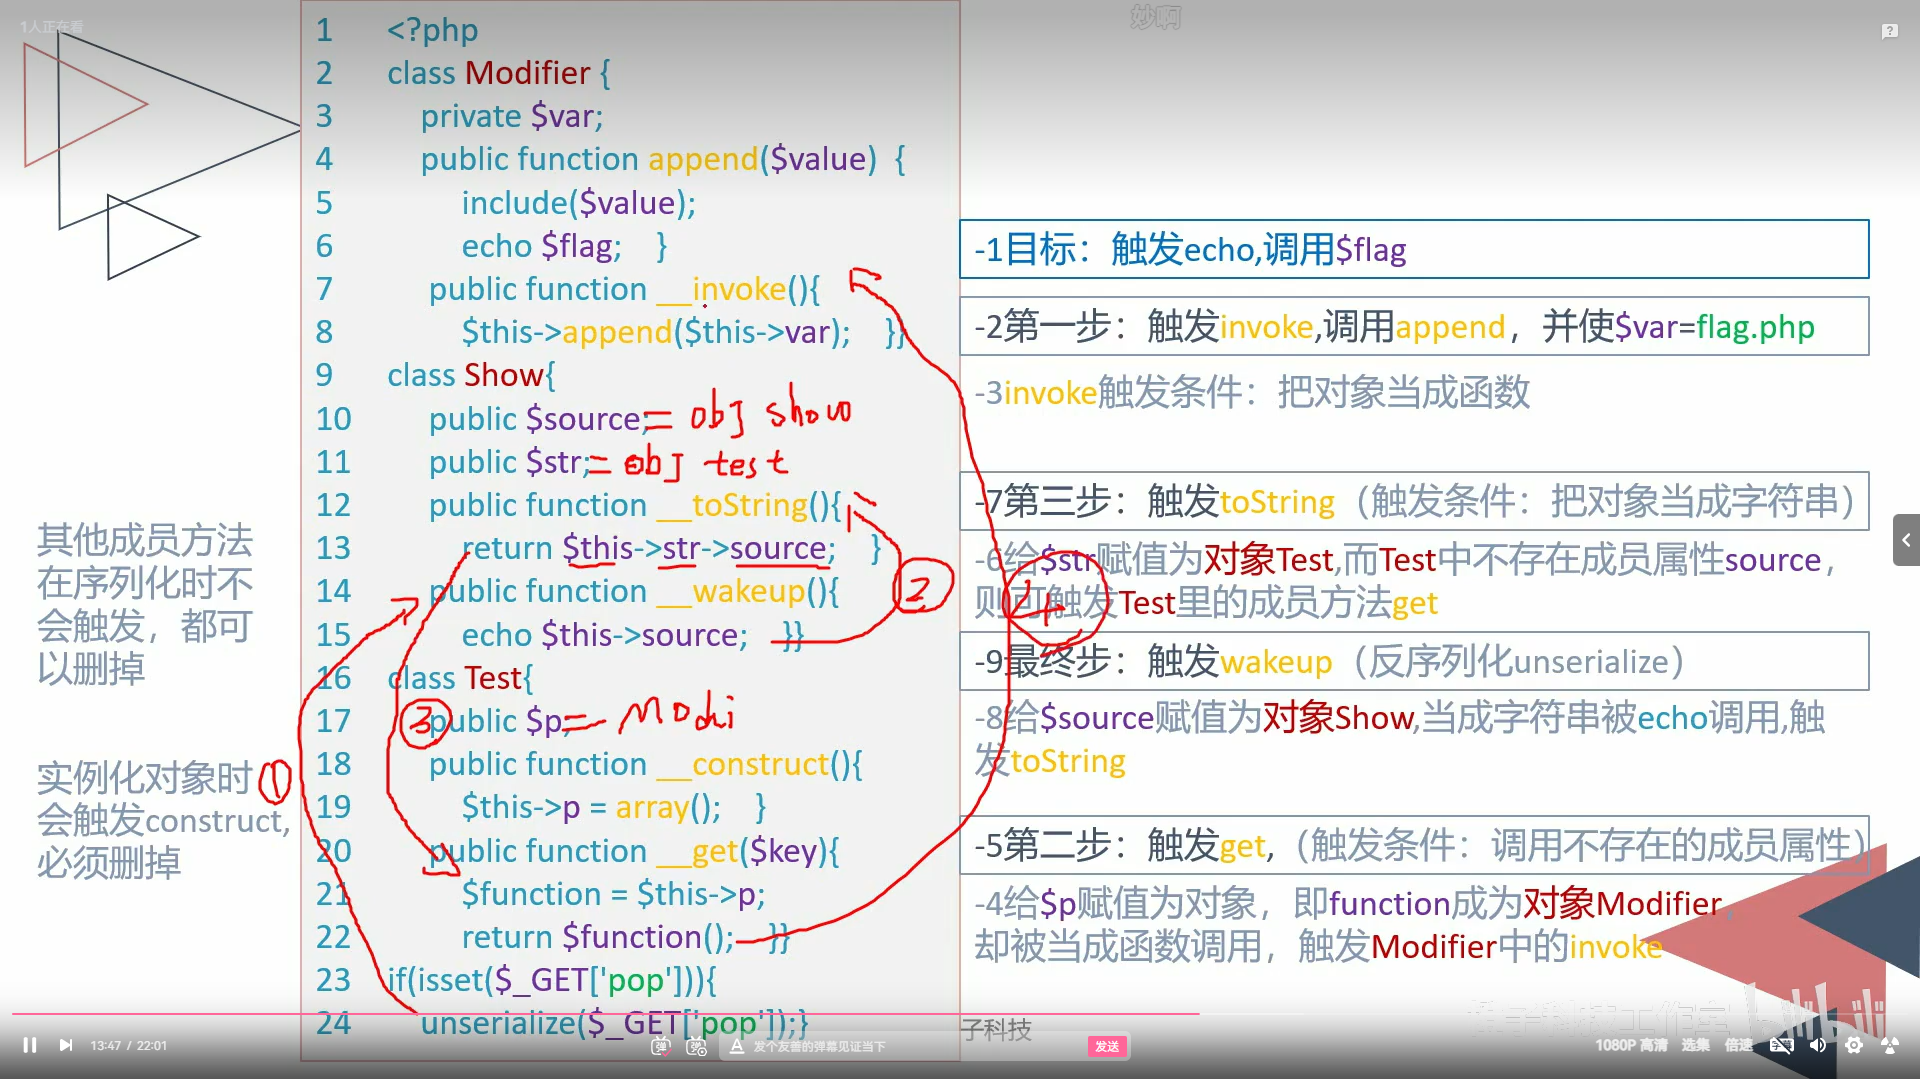 1人正在看
妙啊
1 <?php
2 class Modifier {
3 private $var;
4 public function append($value) {
5 include($value);
6 echo $flag; }
7 public function __invoke(){
8 $this->append($this->var); }}
9 class Show{
10 public $source; = obj show
11 public $str; = obj test
12 public function __toString(){
13 return $this->str->source; }
14 public function __wakeup(){
15 echo $this->source; }}
16 class Test{
17 public $p; = Modi
18 public function __construct(){
19 $this->p = array(); }
20 public function __get($key){
21 $function = $this->p;
22 return $function(); }}
23 if(isset($_GET['pop'])){
24 unserialize($_GET['pop']);}
①
②
③
4
其他成员方法
在序列化时不
会触发，都可
以删掉
实例化对象时
会触发construct,
必须删掉
-1目标：触发echo,调用$flag
-2第一步：触发invoke,调用append，并使$var=flag.php
-3invoke触发条件：把对象当成函数
-7第三步：触发toString（触发条件：把对象当成字符串）
-6给$str赋值为对象Test,而Test中不存在成员属性source，
则可触发Test里的成员方法get
-9最终步：触发wakeup（反序列化unserialize）
-8给$source赋值为对象Show,当成字符串被echo调用,触
发toString
-5第二步：触发get,（触发条件：调用不存在的成员属性）
-4给$p赋值为对象，即function成为对象Modifier，
却被当成函数调用，触发Modifier中的invoke
子科技
13:47 / 22:01
弹
弹
发个友善的弹幕见证当下
发送
1080P 高清
选集
倍速